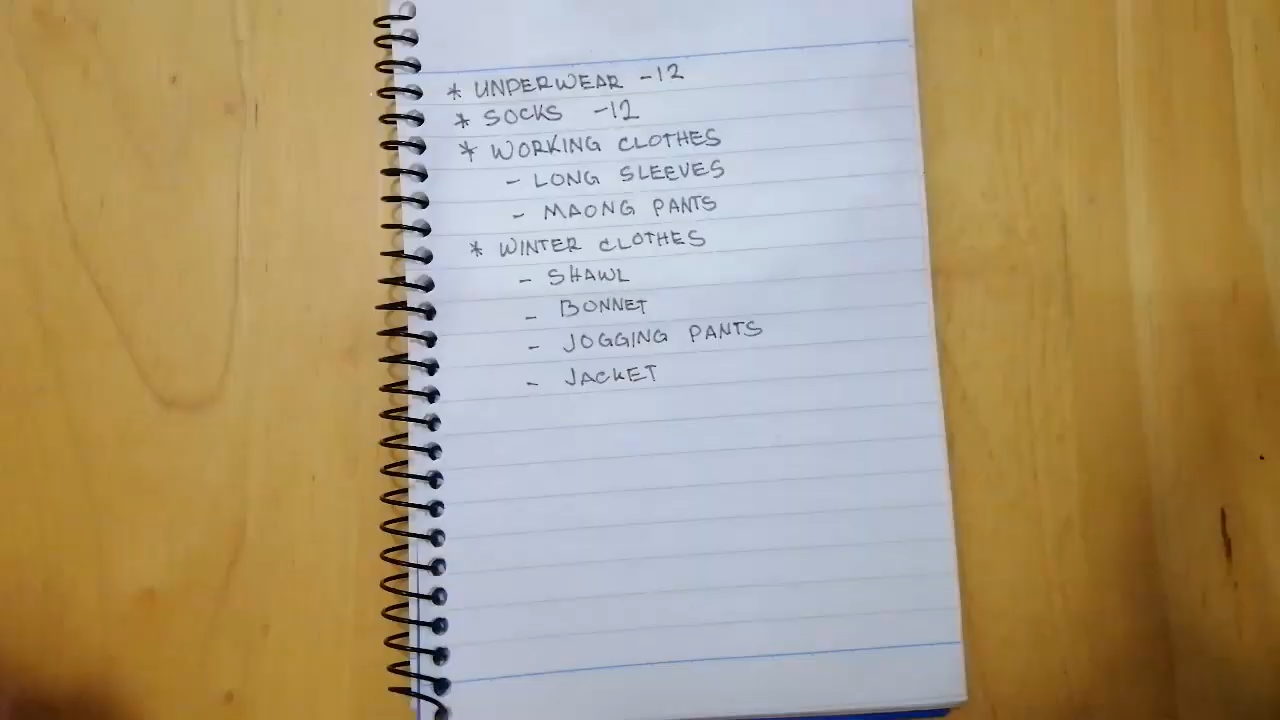 * UNDERWEAR -12
* SOCKS -12
* WORKING CLOTHES
- LONG SLEEVES
- MAONG PANTS
* WINTER CLOTHES
- SHAWL
- BONNET
- JOGGING PANTS
- JACKET